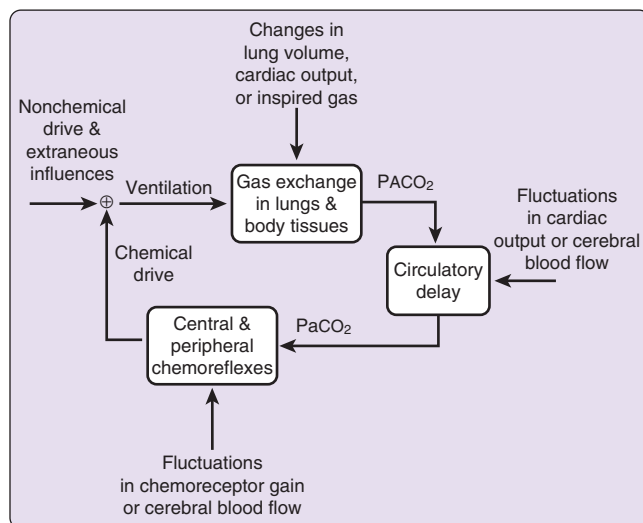 Changes in
lung volume,
cardiac output,
or inspired gas
Nonchemical
drive &
extraneous
influences
⊕
Ventilation
Gas exchange
in lungs &
body tissues
PACO2
Fluctuations
in cardiac
output or cerebral
blood flow
Circulatory
delay
Chemical
drive
Central &
peripheral
chemoreflexes
PaCO2
Fluctuations
in chemoreceptor gain
or cerebral blood flow